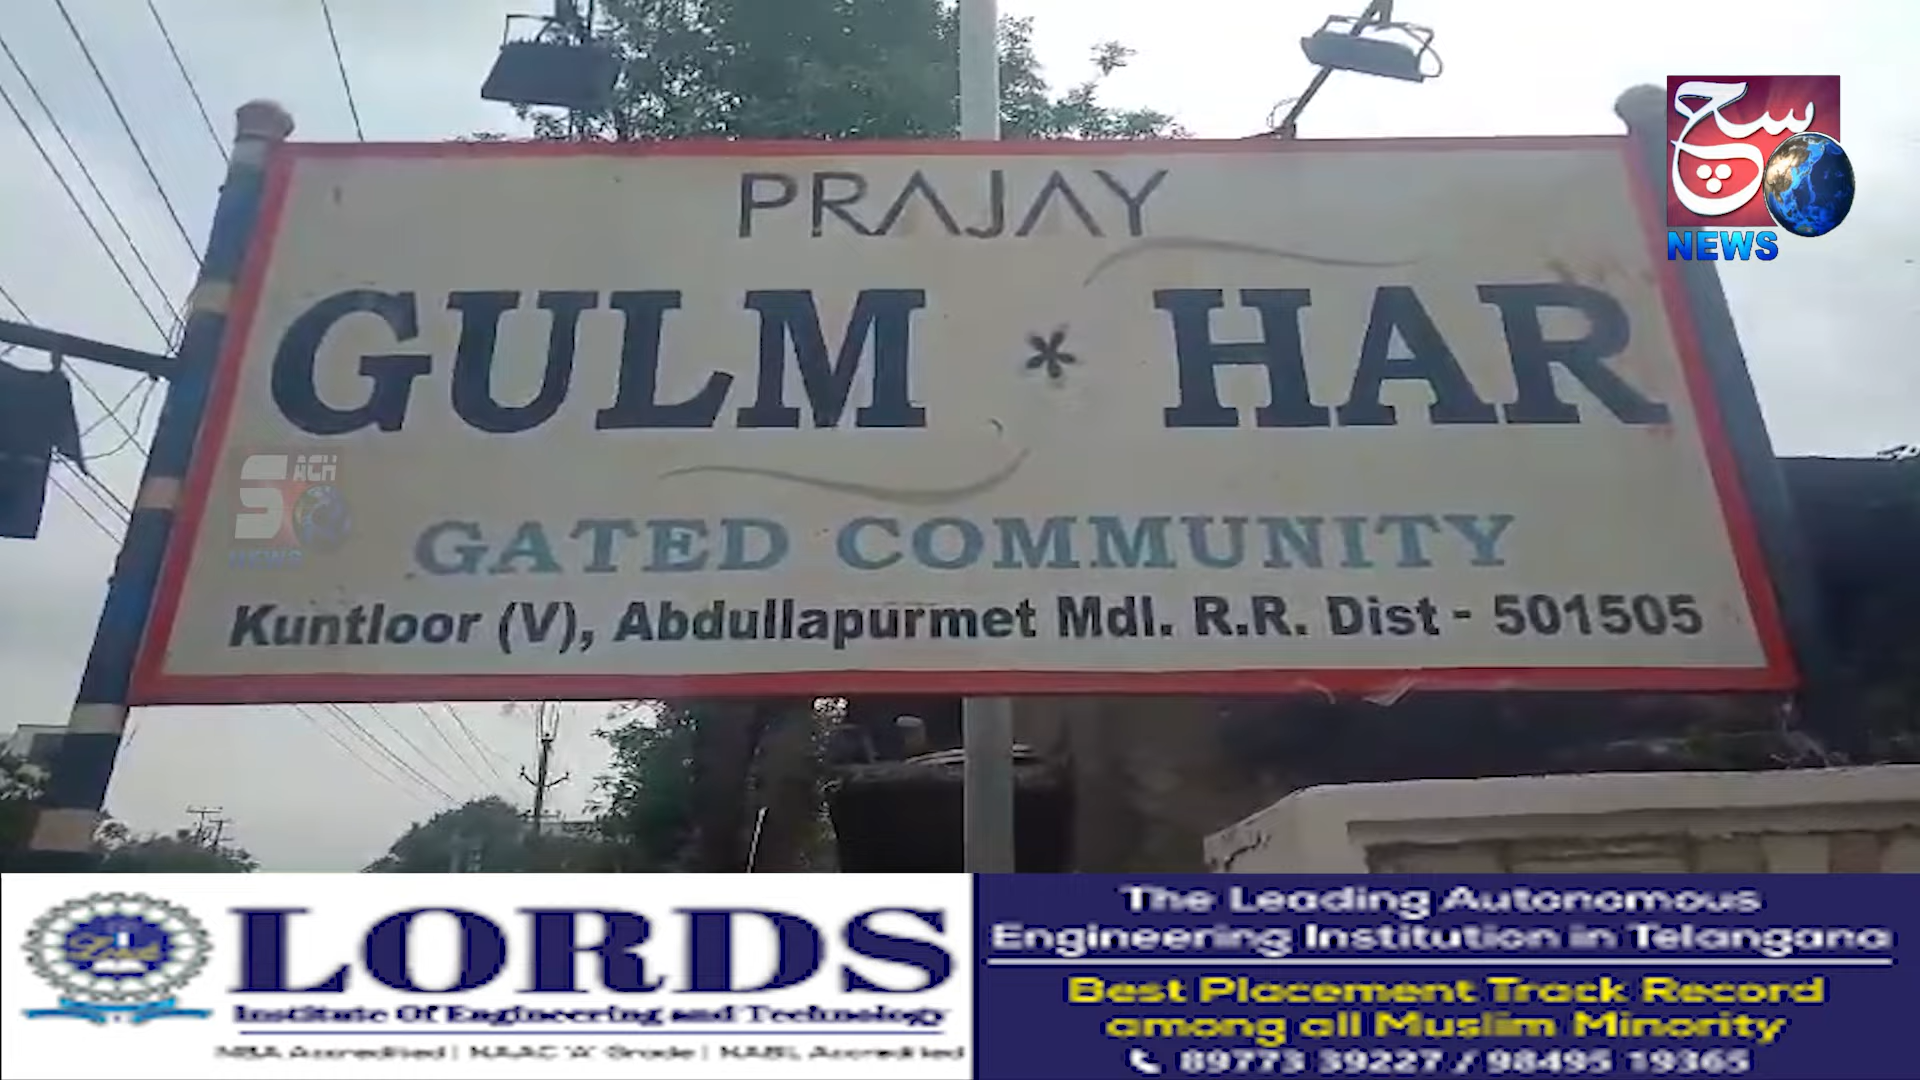 PRAJAY
GULM * HAR
GATED COMMUNITY
Kuntloor (V), Abdullapurmet Mdl. R.R. Dist - 501505
سچ
NEWS
SACH
NEWS
LORDS
Institute Of Engineering and Technology
NBA Accredited | NAAC 'A' Grade | NABL Accredited
The Leading Autonomous
Engineering Institution in Telangana
Best Placement Track Record
among all Muslim Minority
89773 39227 / 98495 19365